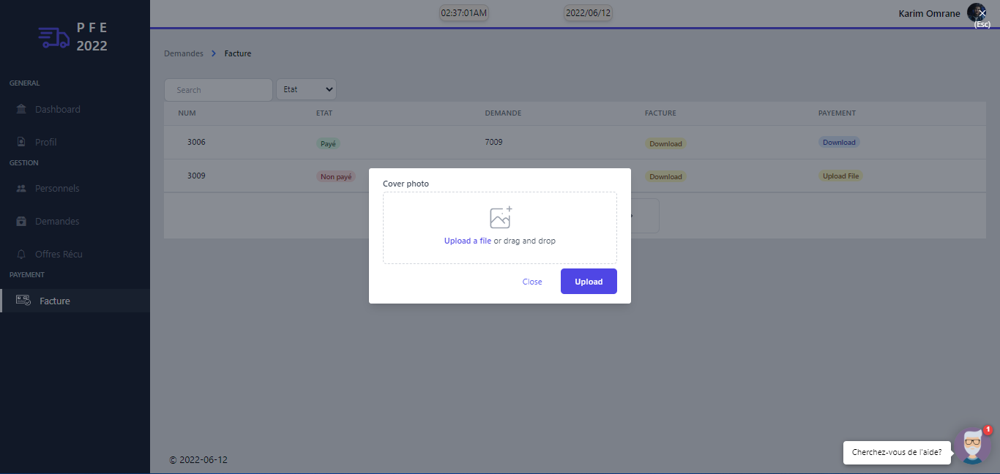 P F E
2022
02:37:01AM
2022/06/12
Karim Omrane
(Esc)
GENERAL
Dashboard
Profil
GESTION
Personnels
Demandes
Offres Récu
PAYEMENT
Facture
Demandes Facture
Search
Etat
NUM ETAT DEMANDE FACTURE PAYEMENT
3006 Payé 7009 Download Download
3009 Non payé Download Upload File
Cover photo
Upload a file or drag and drop
Close
Upload
© 2022-06-12
Cherchez-vous de l'aide?
1